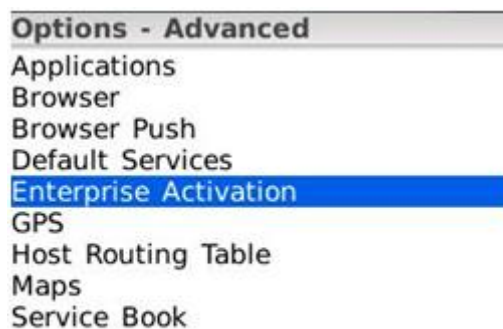 Options - Advanced
Applications
Browser
Browser Push
Default Services
Enterprise Activation
GPS
Host Routing Table
Maps
Service Book